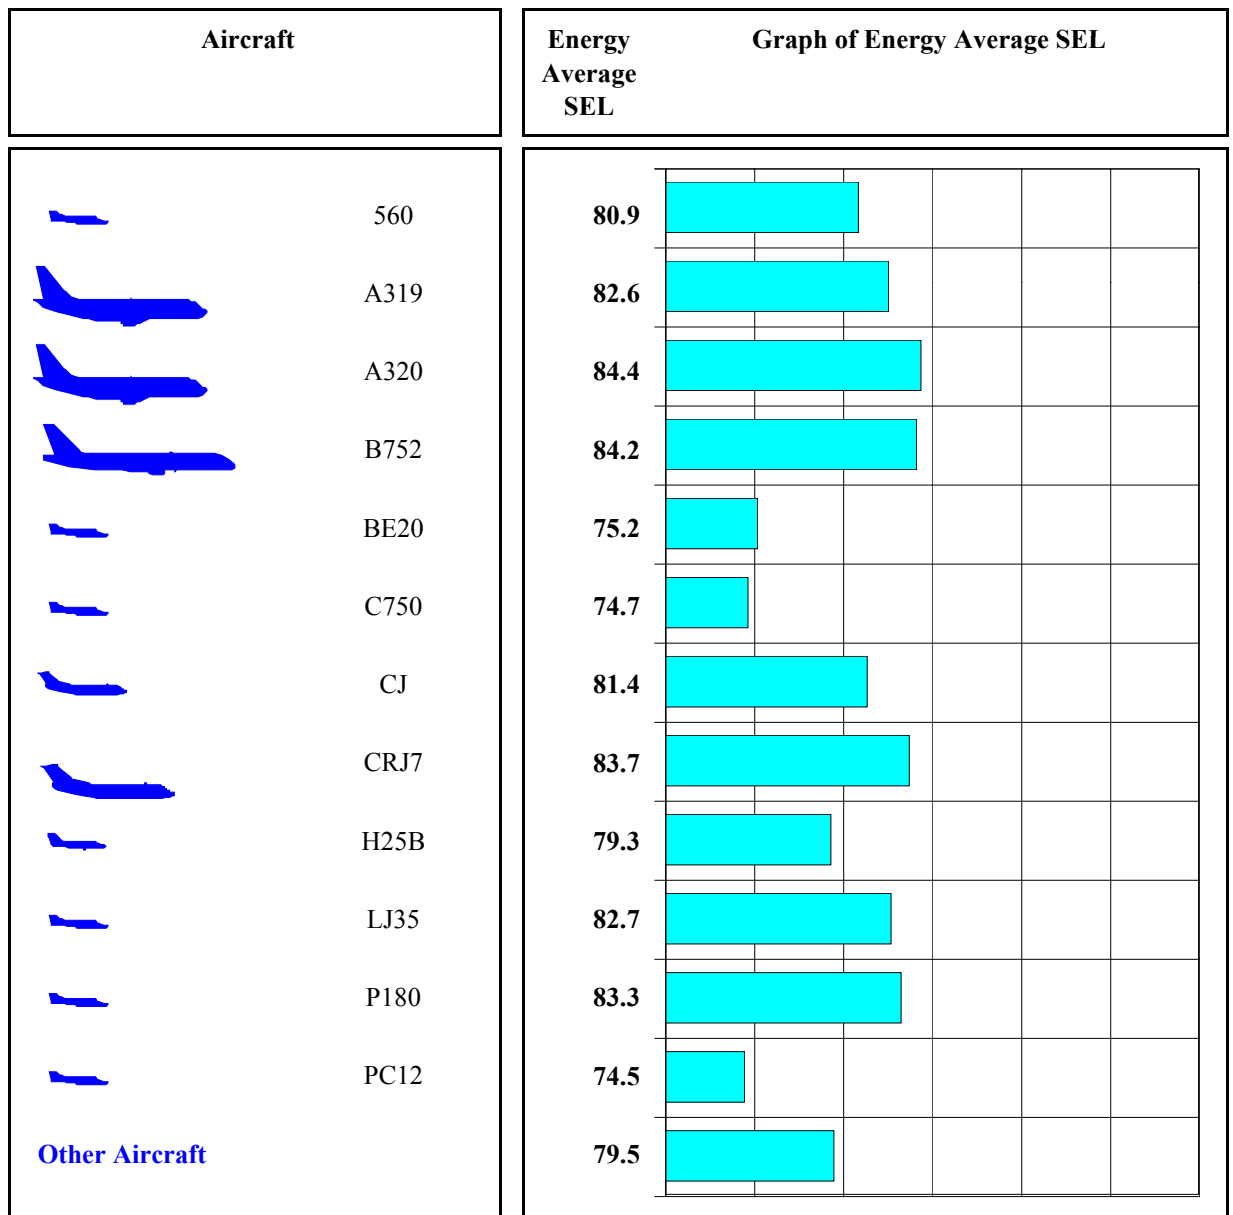 Aircraft
Energy
Average
SEL
Graph of Energy Average SEL
560 80.9
A319 82.6
A320 84.4
B752 84.2
BE20 75.2
C750 74.7
CJ 81.4
CRJ7 83.7
H25B 79.3
LJ35 82.7
P180 83.3
PC12 74.5
Other Aircraft 79.5